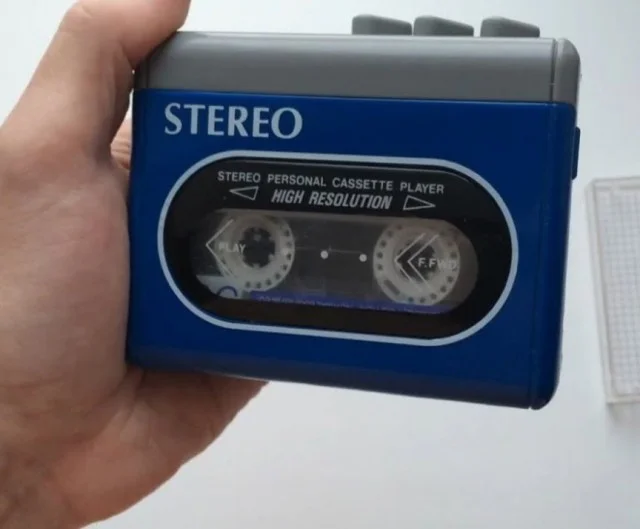 STEREO
STEREO PERSONAL CASSETTE PLAYER
HIGH RESOLUTION
PLAY
F.FWD